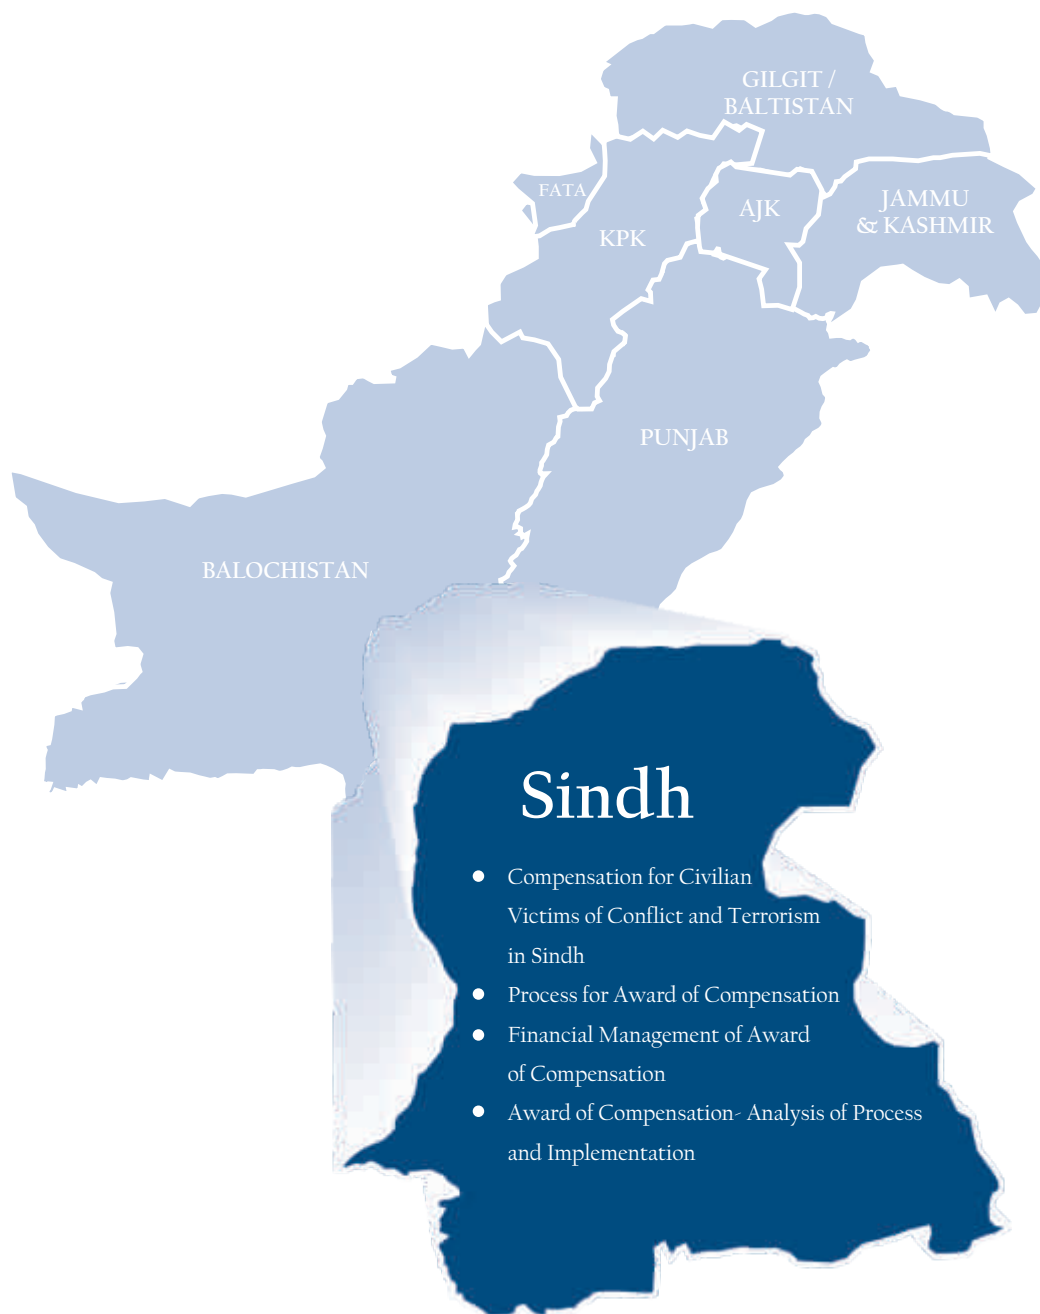 GILGIT /
BALTISTAN
FATA
KPK
AJK
JAMMU
& KASHMIR
PUNJAB
BALOCHISTAN
Sindh
● Compensation for Civilian
Victims of Conflict and Terrorism
in Sindh
● Process for Award of Compensation
● Financial Management of Award
of Compensation
● Award of Compensation- Analysis of Process
and Implementation